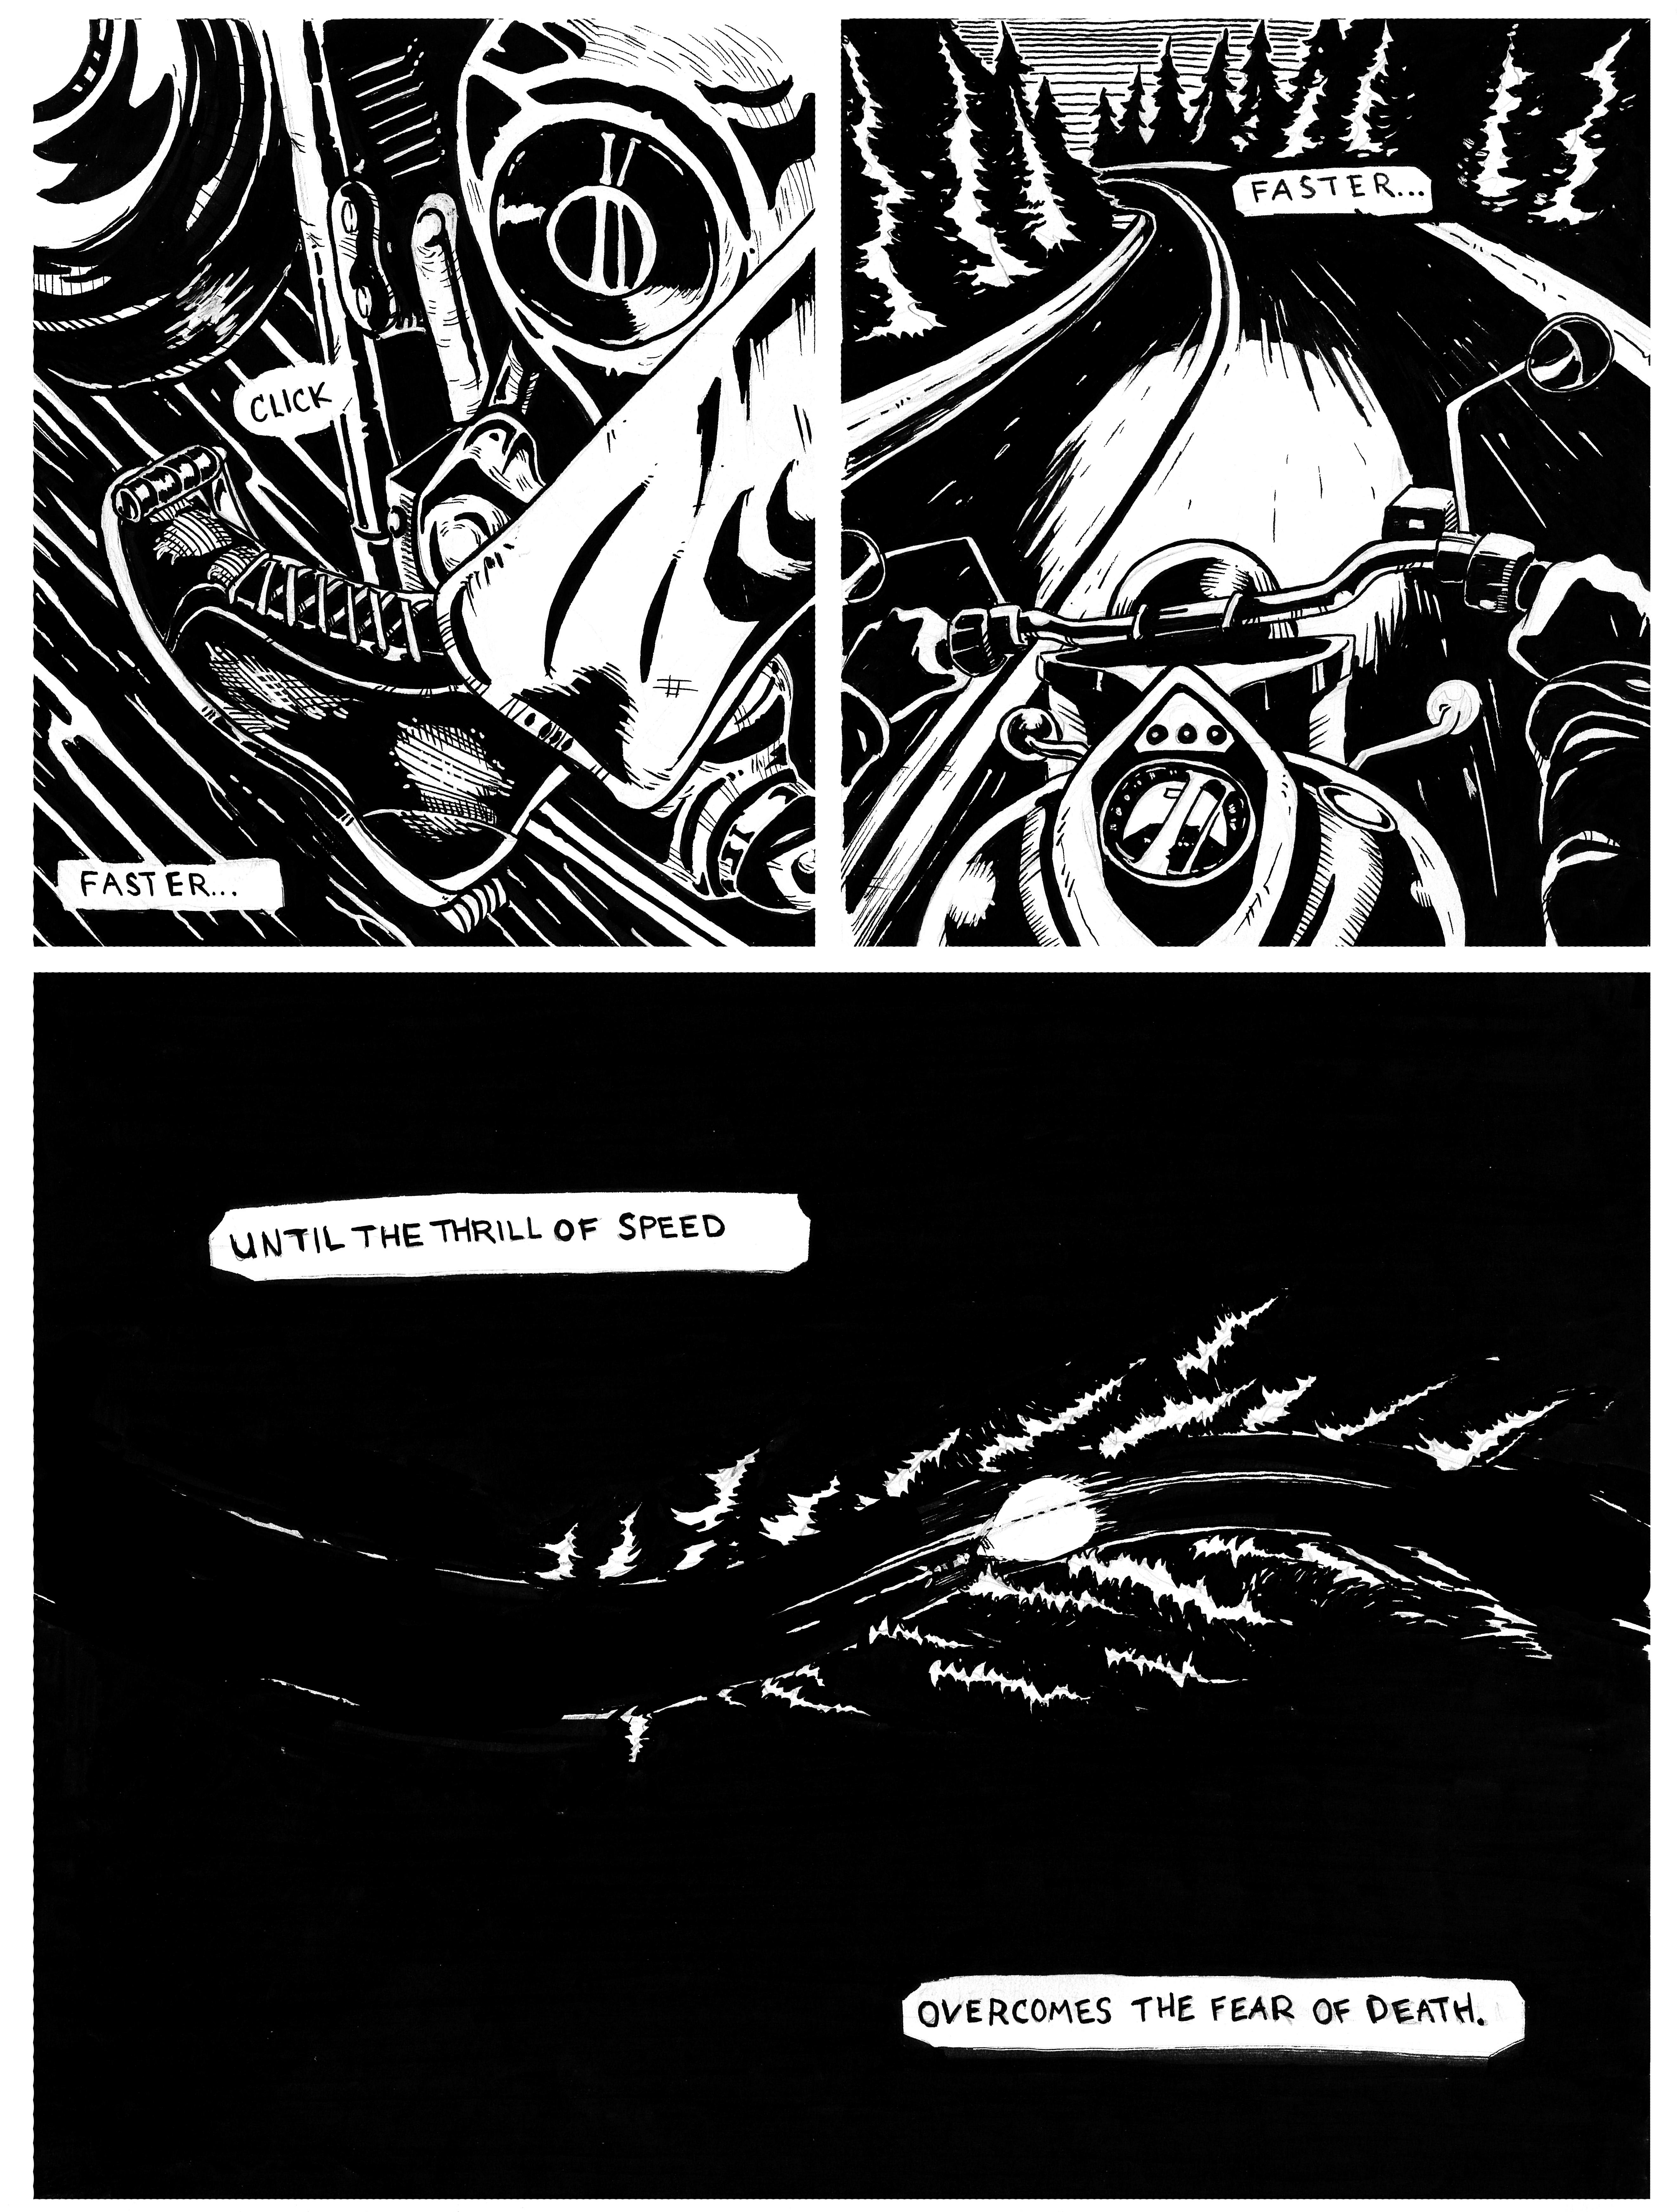 CLICK
FASTER...
FASTER...
UNTIL THE THRILL OF SPEED
OVERCOMES THE FEAR OF DEATH.